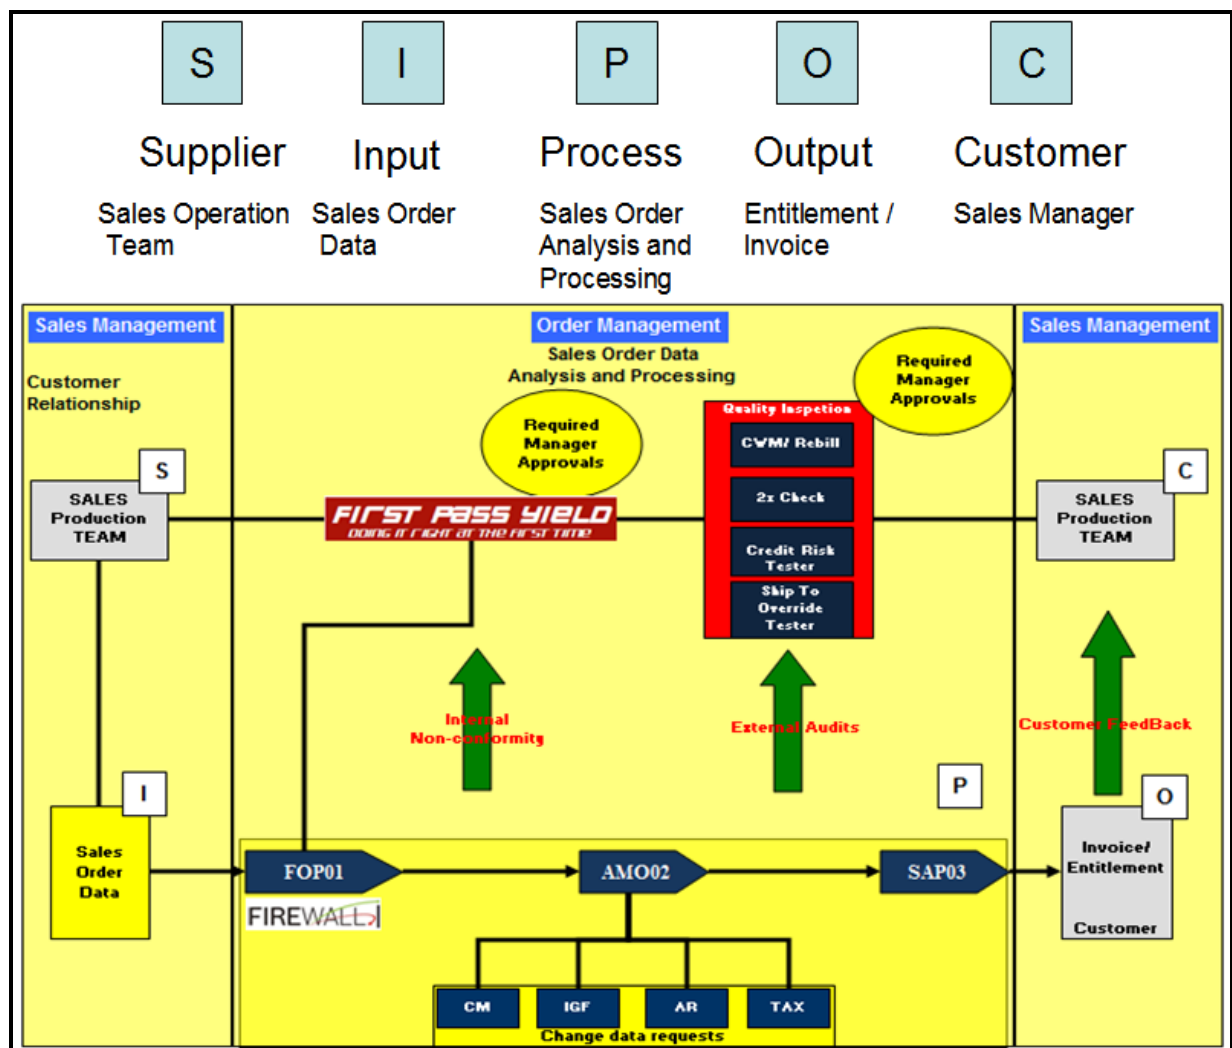 S
I
P
O
C
Supplier
Input
Process
Output
Customer
Sales Operation
Team
Sales Order
Data
Sales Order
Analysis and
Processing
Entitlement /
Invoice
Sales Manager
Sales Management
Order Management
Sales Management
Customer
Relationship
Sales Order Data
Analysis and Processing
Required
Manager
Approvals
Required
Manager
Approvals
Quality Inspetion
CWM/ Rebill
2x Check
Credit Risk
Tester
Ship To
Override
Tester
S
SALES
Production
TEAM
FIRST PASS YIELD
DOING IT RIGHT AT THE FIRST TIME
C
SALES
Production
TEAM
Internal
Non-conformity
External Audits
Customer FeedBack
I
Sales
Order
Data
P
O
Invoice/
Entitlement
Customer
FOP01
AMO02
SAP03
FIREWALL
CM
IGF
AR
TAX
Change data requests